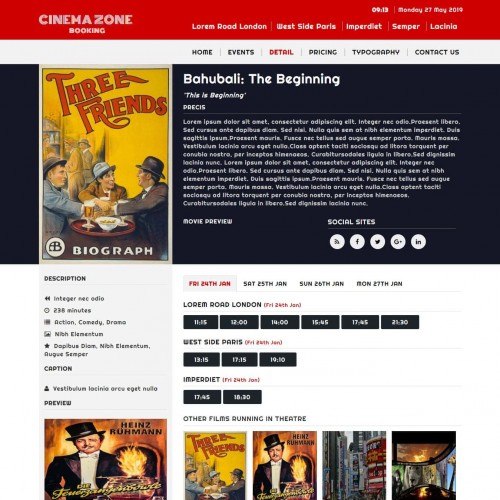 CINEMA ZONE
BOOKING
09:13 | Monday 27 May 2019
Lorem Road London | West Side Paris | Imperdiet | Semper | Lacinia
HOME | EVENTS | DETAIL | PRICING | TYPOGRAPHY | CONTACT US
THREE
FRIENDS
BIOGRAPH
Bahubali: The Beginning
'This is Beginning'
PRECIS
Lorem ipsum dolor sit amet, consectetur adipiscing elit. Integer nec odio.Praesent libero.
Sed cursus ante dapibus diam. Sed nisi. Nulla quis sem at nibh elementum imperdiet. Duis
sagittis ipsum.Praesent mauris. Fusce nec tellus sed augue semper porta. Mauris massa.
Vestibulum lacinia arcu eget nulla.Class aptent taciti sociosqu ad litora torquent per
conubia nostra, per inceptos himenaeos. Curabitursodales ligula in libero.Sed dignissim
lacinia nunc. Lorem ipsum dolor sit amet, consectetur adipiscing elit. Integer nec
odio.Praesent libero. Sed cursus ante dapibus diam. Sed nisi. Nulla quis sem at nibh
elementum imperdiet. Duis sagittis ipsum.Praesent mauris. Fusce nec tellus sed augue
semper porta. Mauris massa. Vestibulum lacinia arcu eget nulla.Class aptent taciti
sociosqu ad litora torquent per conubia nostra, per inceptos himenaeos.
Curabitursodales ligula in libero.Sed dignissim lacinia nunc.
MOVIE PREVIEW
SOCIAL SITES
DESCRIPTION
Integer nec odio
238 minutes
Action, Comedy, Drama
Nibh Elementum
Dapibus Diam, Nibh Elementum,
Augue Semper
CAPTION
Vestibulum lacinia arcu eget nulla
PREVIEW
HEINZ
RÜHMANN
Die
Feuerzangenbowle
FRI 24TH JAN
SAT 25TH JAN
SUN 26TH JAN
MON 27TH JAN
LOREM ROAD LONDON (Fri 24th Jan)
11:15 12:00 14:00 15:45 17:45 21:30
WEST SIDE PARIS (Fri 24th Jan)
13:15 17:15 19:10
IMPERDIET (Fri 24th Jan)
17:45 18:30
OTHER FILMS RUNNING IN THEATRE
THREE
FRIENDS
HEINZ
RÜHMANN